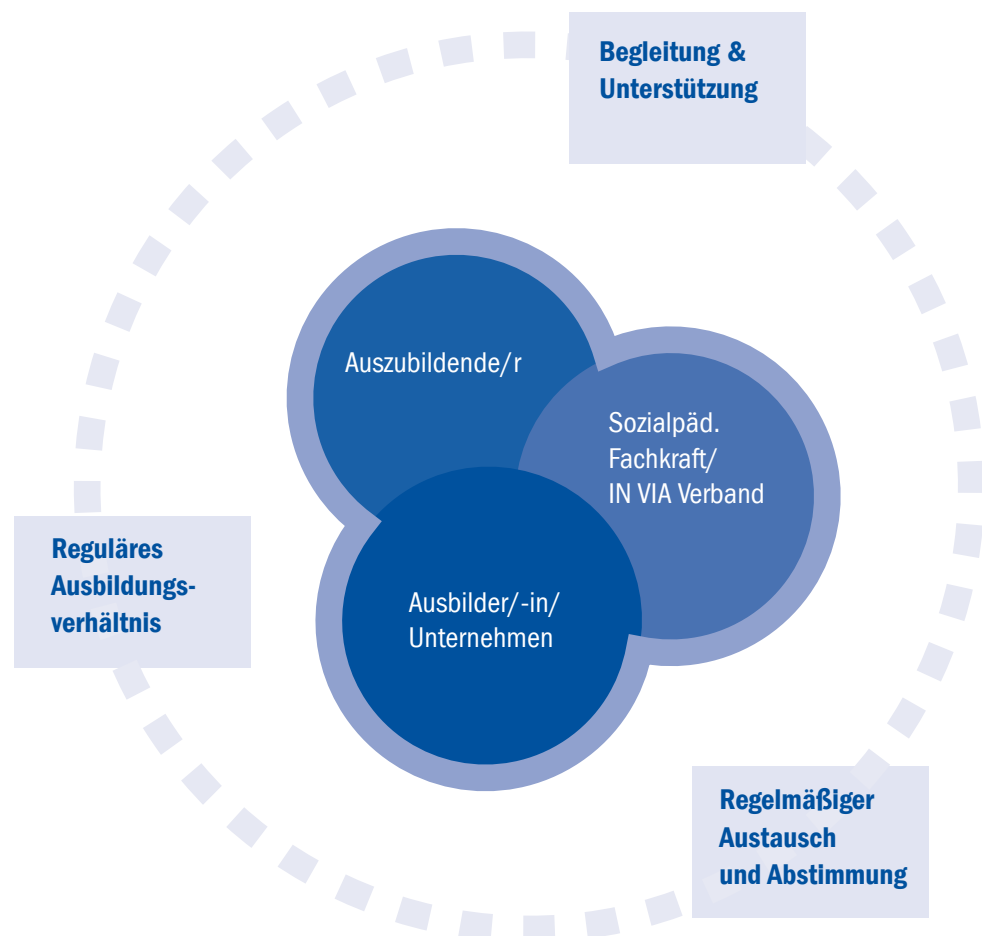 Begleitung &
Unterstützung
Auszubildende/r
Sozialpäd.
Fachkraft/
IN VIA Verband
Reguläres
Ausbildungs-
verhältnis
Ausbilder/-in/
Unternehmen
Regelmäßiger
Austausch
und Abstimmung